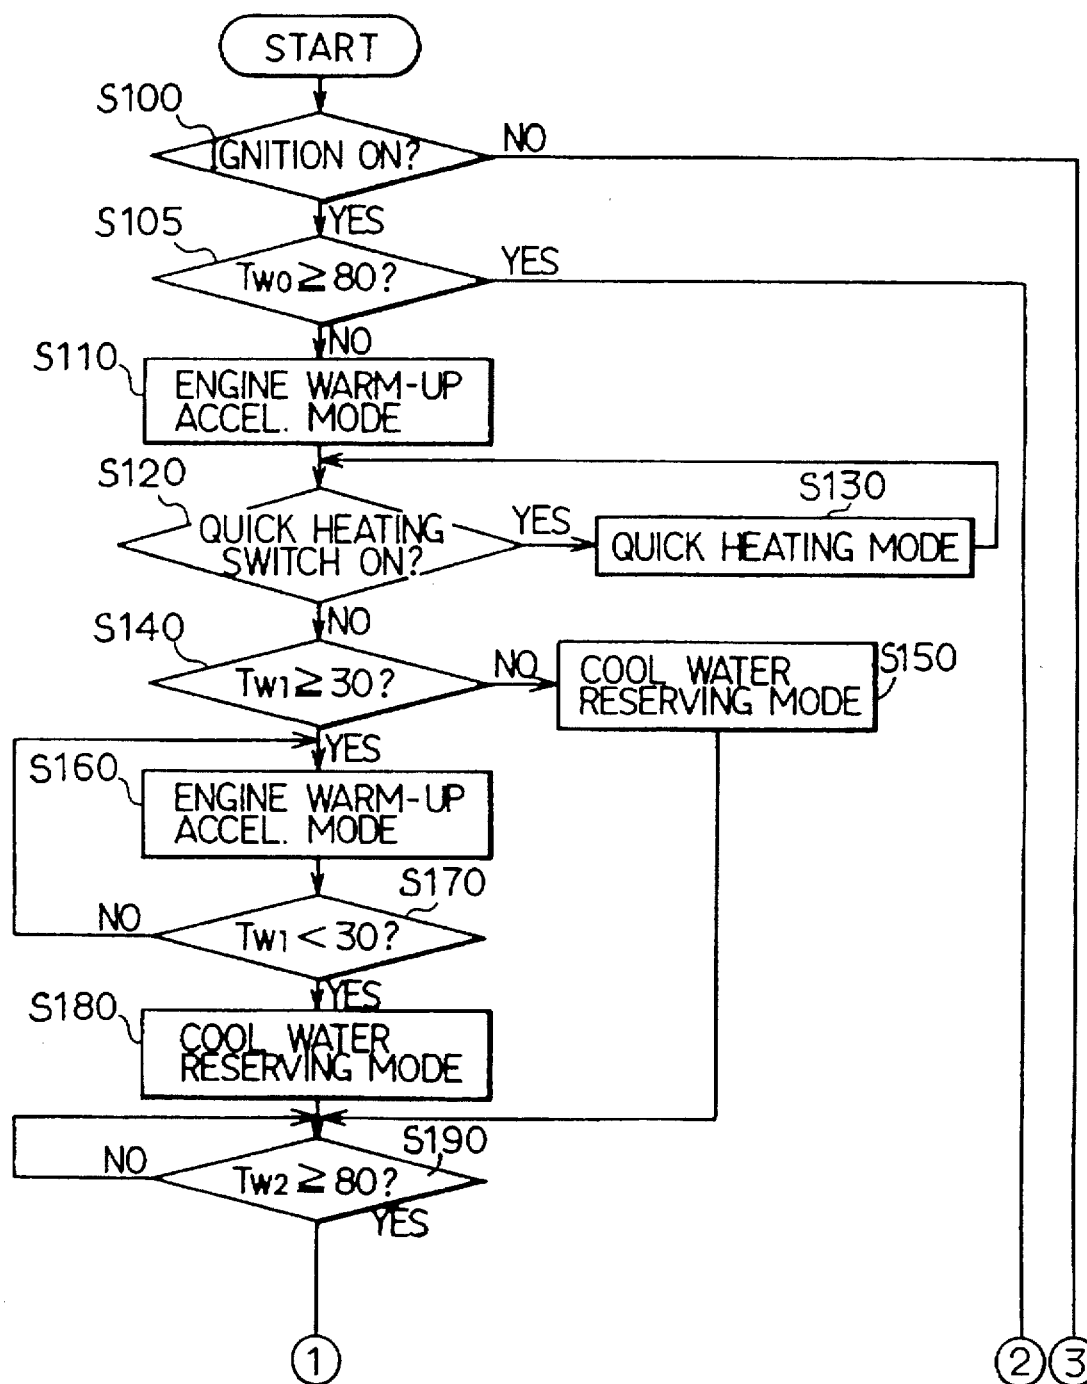 START
S100
IGNITION ON?
NO
YES
S105
Tw0 ≧ 80?
YES
NO
S110
ENGINE WARM-UP
ACCEL. MODE
S120
QUICK HEATING
SWITCH ON?
YES
S130
QUICK HEATING MODE
NO
S140
Tw1 ≧ 30?
NO
COOL WATER
RESERVING MODE
S150
YES
S160
ENGINE WARM-UP
ACCEL. MODE
S170
NO
Tw1 < 30?
YES
S180
COOL WATER
RESERVING MODE
S190
NO
Tw2 ≧ 80?
YES
1
2
3